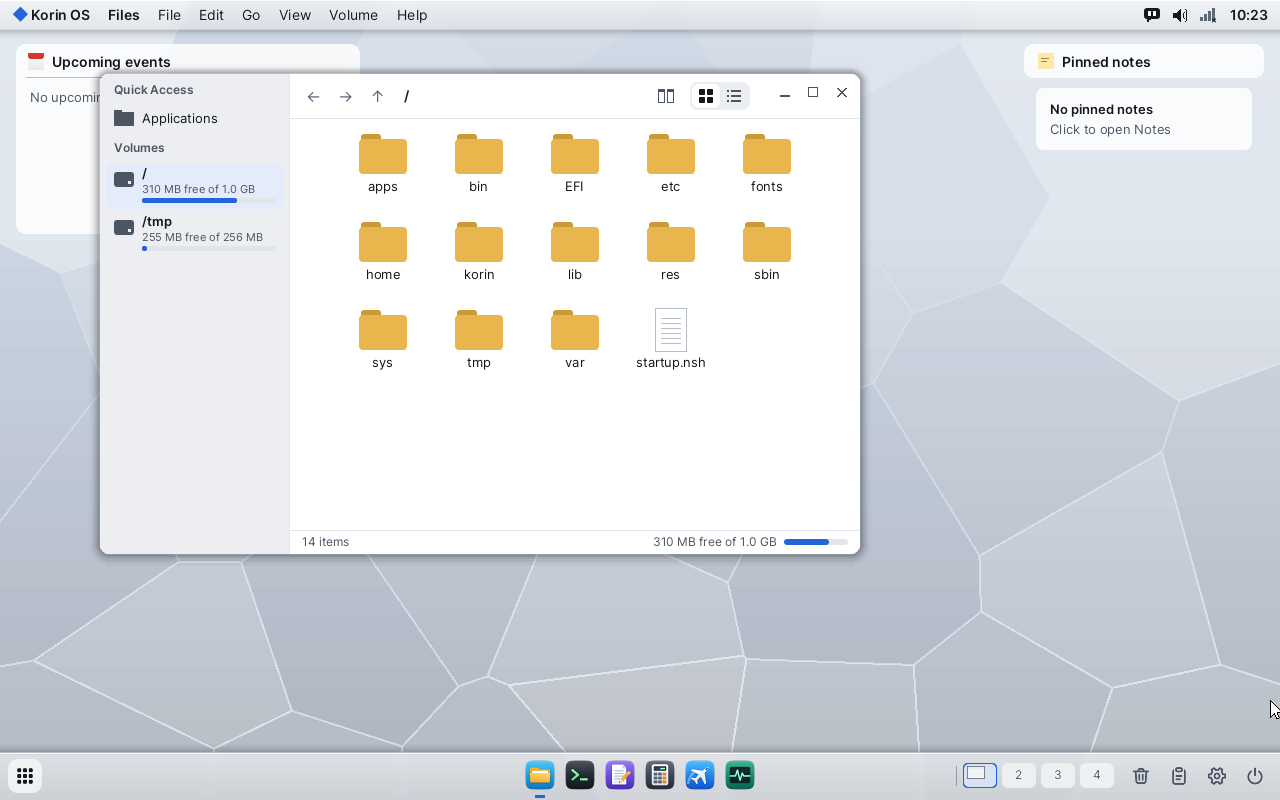 Korin OS Files File Edit Go View Volume Help 10:23
Upcoming events
No upcomin
Pinned notes
No pinned notes
Click to open Notes
Quick Access
Applications
Volumes
/
310 MB free of 1.0 GB
/tmp
255 MB free of 256 MB
/
apps bin EFI etc fonts
home korin lib res sbin
sys tmp var startup.nsh
14 items 310 MB free of 1.0 GB
2 3 4